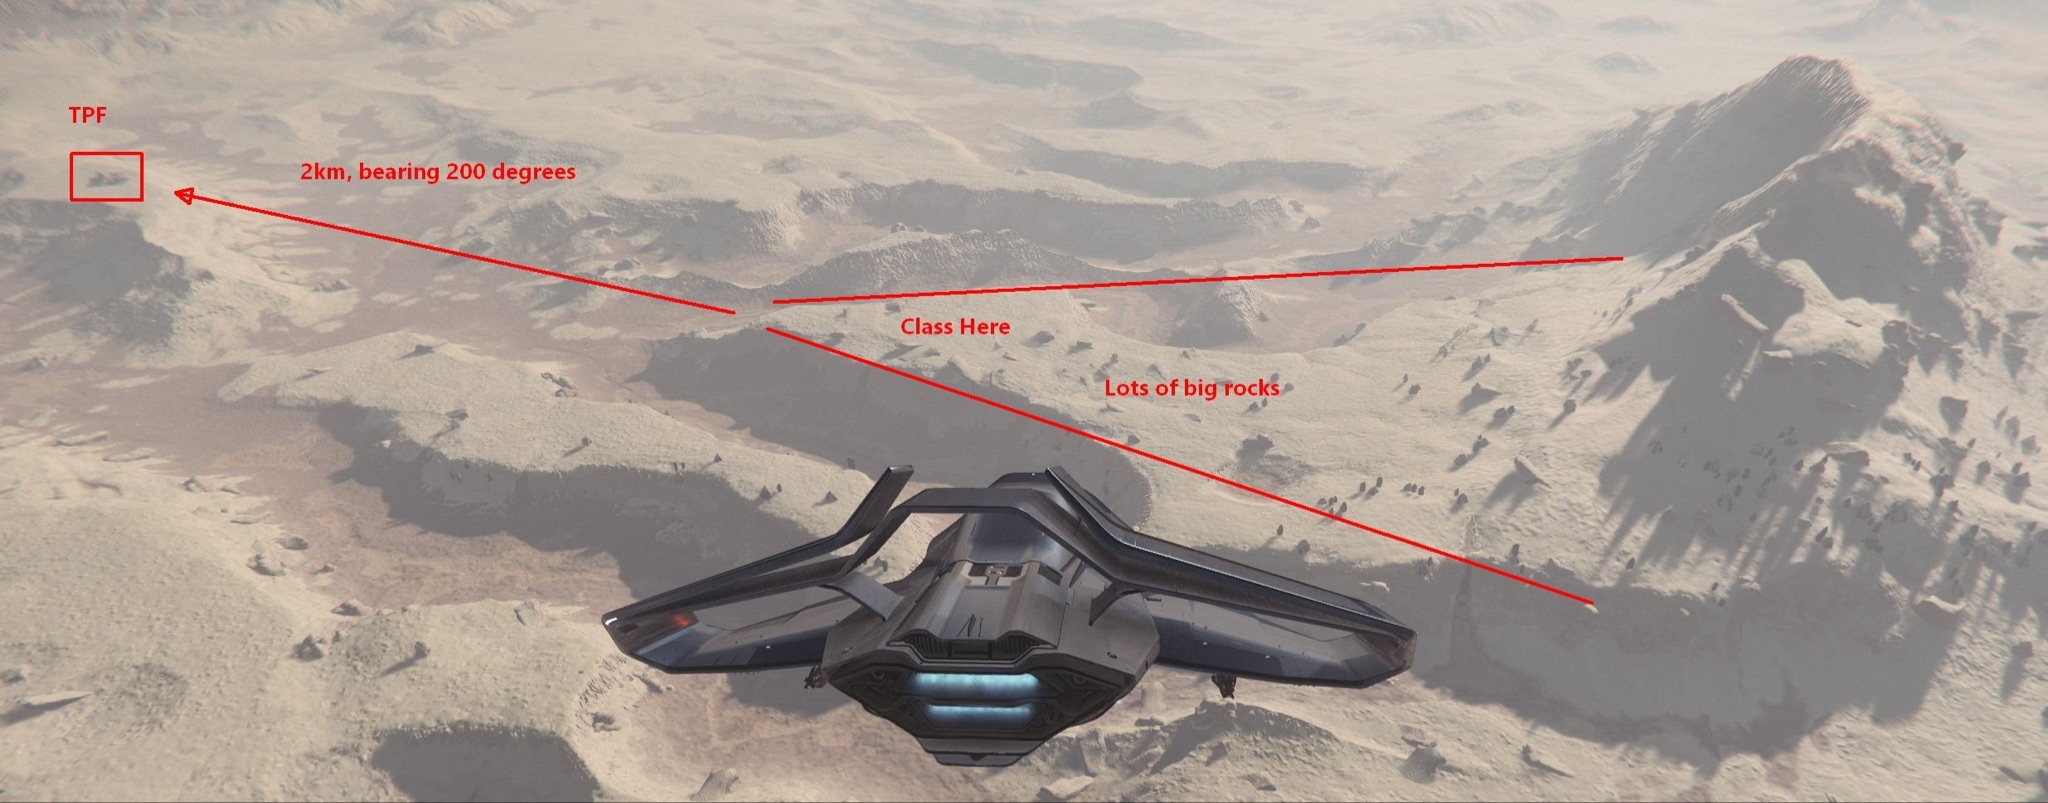 TPF
2km, bearing 200 degrees
Class Here
Lots of big rocks